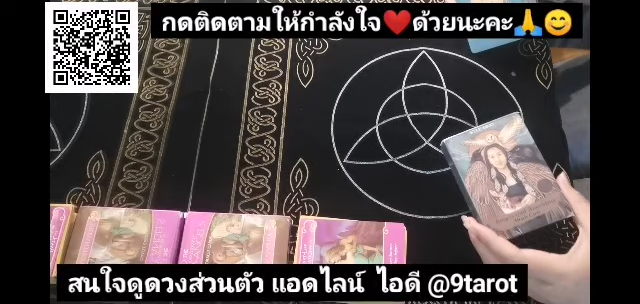 กดติดตามให้กำลังใจ❤️ด้วยนะคะ🙏😊
สนใจดูดวงส่วนตัว แอดไลน์ ไอดี @9tarot